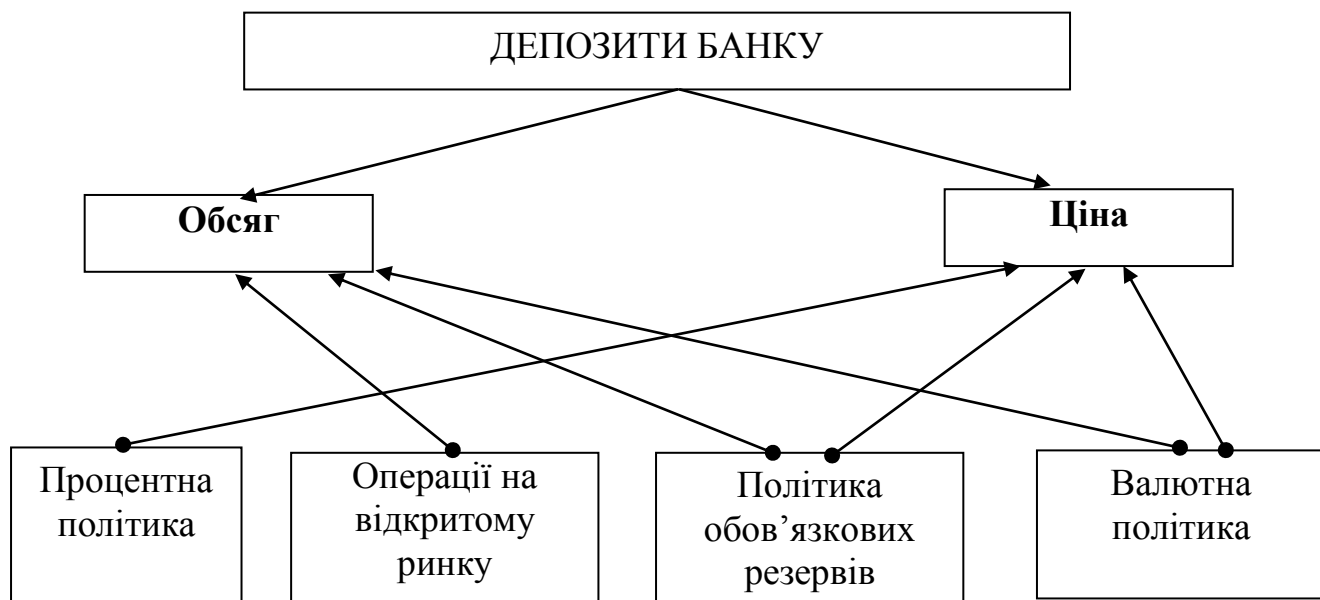 ДЕПОЗИТИ БАНКУ
Обсяг
Ціна
Процентна
політика
Операції на
відкритому
ринку
Політика
обов’язкових
резервів
Валютна
політика